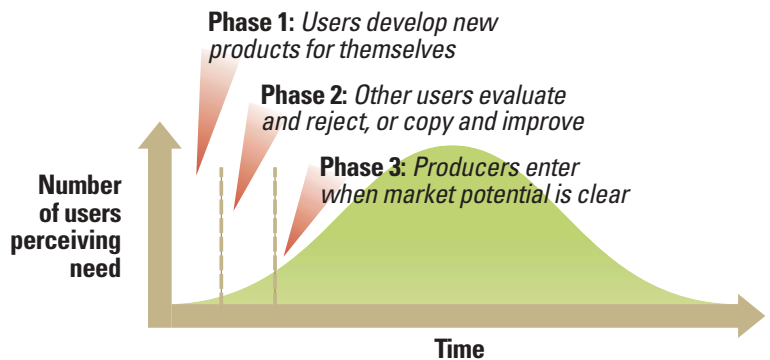 Phase 1: Users develop new
products for themselves
Phase 2: Other users evaluate
and reject, or copy and improve
Phase 3: Producers enter
when market potential is clear
Number
of users
perceiving
need
Time